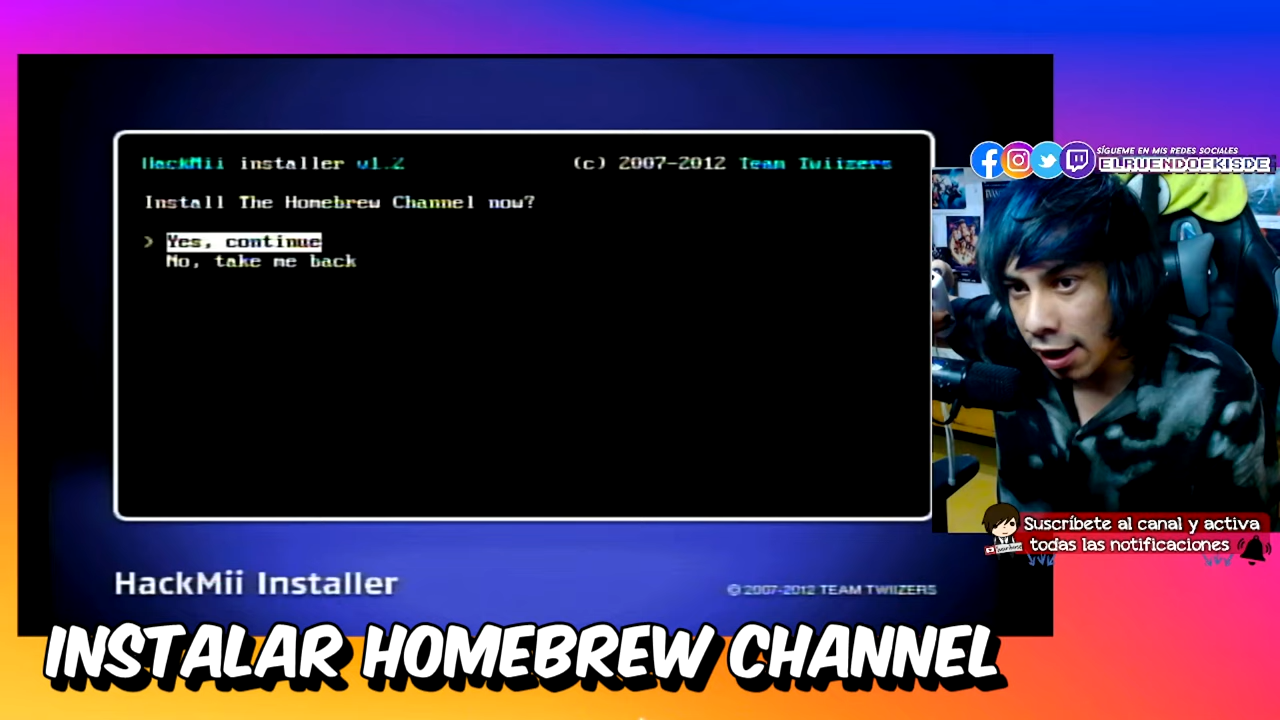 HackMii installer v1.2 (c) 2007-2012 Team Twiizers
Install The Homebrew Channel now?
> Yes, continue
No, take me back
HackMii Installer
© 2007-2012 TEAM TWIIZERS
SÍGUEME EN MIS REDES SOCIALES
ELRUENDOEKISDE
Suscríbete al canal y activa
todas las notificaciones
INSTALAR HOMEBREW CHANNEL